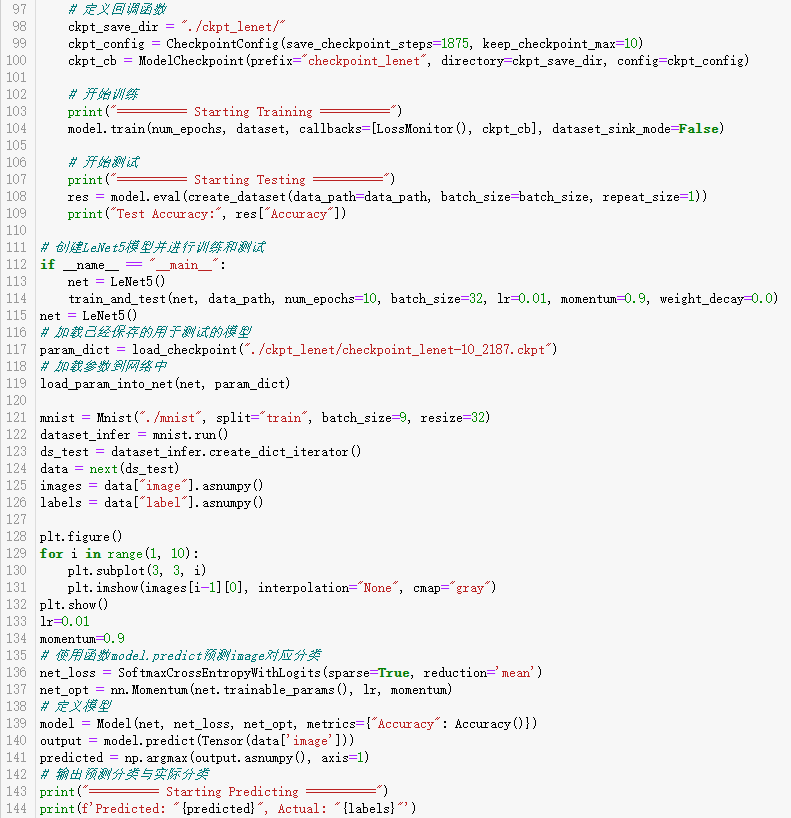 97 # 定义回调函数
98 ckpt_save_dir = "./ckpt_lenet/"
99 ckpt_config = CheckpointConfig(save_checkpoint_steps=1875, keep_checkpoint_max=10)
100 ckpt_cb = ModelCheckpoint(prefix="checkpoint_lenet", directory=ckpt_save_dir, config=ckpt_config)
101
102 # 开始训练
103 print("========== Starting Training ==========")
104 model.train(num_epochs, dataset, callbacks=[LossMonitor(), ckpt_cb], dataset_sink_mode=False)
105
106 # 开始测试
107 print("========== Starting Testing ==========")
108 res = model.eval(create_dataset(data_path=data_path, batch_size=batch_size, repeat_size=1))
109 print("Test Accuracy:", res["Accuracy"])
110
111 # 创建LeNet5模型并进行训练和测试
112 if __name__ == "__main__":
113 net = LeNet5()
114 train_and_test(net, data_path, num_epochs=10, batch_size=32, lr=0.01, momentum=0.9, weight_decay=0.0)
115 net = LeNet5()
116 # 加载已经保存的用于测试的模型
117 param_dict = load_checkpoint("./ckpt_lenet/checkpoint_lenet-10_2187.ckpt")
118 # 加载参数到网络中
119 load_param_into_net(net, param_dict)
120
121 mnist = Mnist("./mnist", split="train", batch_size=9, resize=32)
122 dataset_infer = mnist.run()
123 ds_test = dataset_infer.create_dict_iterator()
124 data = next(ds_test)
125 images = data["image"].asnumpy()
126 labels = data["label"].asnumpy()
127
128 plt.figure()
129 for i in range(1, 10):
130 plt.subplot(3, 3, i)
131 plt.imshow(images[i-1][0], interpolation="None", cmap="gray")
132 plt.show()
133 lr=0.01
134 momentum=0.9
135 # 使用函数model.predict预测image对应分类
136 net_loss = SoftmaxCrossEntropyWithLogits(sparse=True, reduction='mean')
137 net_opt = nn.Momentum(net.trainable_params(), lr, momentum)
138 # 定义模型
139 model = Model(net, net_loss, net_opt, metrics={"Accuracy": Accuracy()})
140 output = model.predict(Tensor(data['image']))
141 predicted = np.argmax(output.asnumpy(), axis=1)
142 # 输出预测分类与实际分类
143 print("========== Starting Predicting ==========")
144 print(f'Predicted: "{predicted}", Actual: "{labels}"')